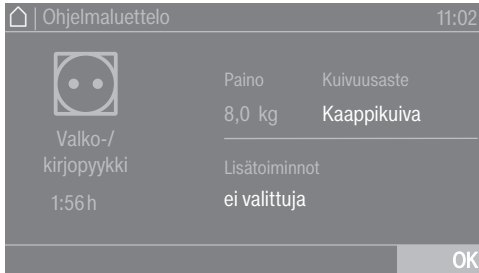 | Ohjelmaluettelo 11:02
Paino Kuivuusaste
8,0 kg Kaappikuiva
Valko-/
kirjopyykki
1:56 h
Lisätoiminnot
ei valittuja
OK